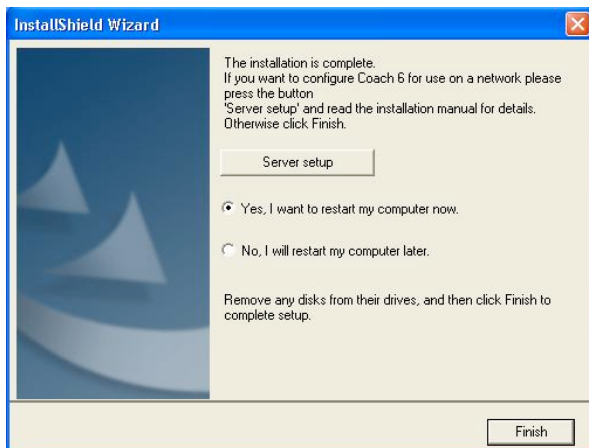 InstallShield Wizard
The installation is complete.
If you want to configure Coach 6 for use on a network please
press the button
'Server setup' and read the installation manual for details.
Otherwise click Finish.
Server setup
Yes, I want to restart my computer now.
No, I will restart my computer later.
Remove any disks from their drives, and then click Finish to
complete setup.
Finish